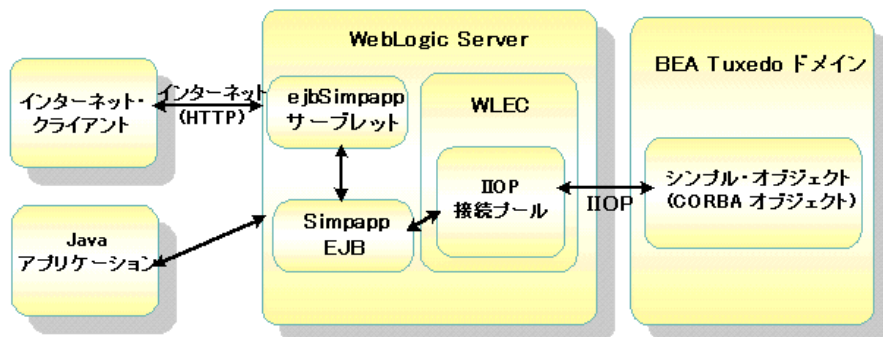 WebLogic Server
BEA Tuxedo ドメイン
インターネット・
クライアント
インターネット
(HTTP)
ejbSimpapp
サーブレット
WLEC
IIOP
接続プール
IIOP
シンプル・オブジェクト
(CORBA オブジェクト)
Simpapp
EJB
Java
アプリケーション